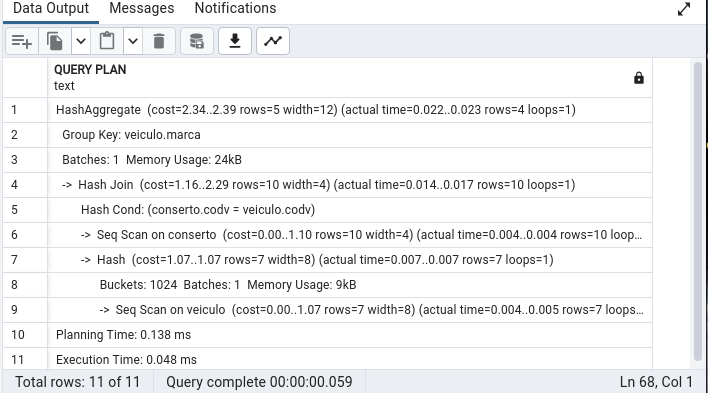 Data Output Messages Notifications
QUERY PLAN
text
1 HashAggregate (cost=2.34..2.39 rows=5 width=12) (actual time=0.022..0.023 rows=4 loops=1)
2 Group Key: veiculo.marca
3 Batches: 1 Memory Usage: 24kB
4 -> Hash Join (cost=1.16..2.29 rows=10 width=4) (actual time=0.014..0.017 rows=10 loops=1)
5 Hash Cond: (conserto.codv = veiculo.codv)
6 -> Seq Scan on conserto (cost=0.00..1.10 rows=10 width=4) (actual time=0.004..0.004 rows=10 loop...
7 -> Hash (cost=1.07..1.07 rows=7 width=8) (actual time=0.007..0.007 rows=7 loops=1)
8 Buckets: 1024 Batches: 1 Memory Usage: 9kB
9 -> Seq Scan on veiculo (cost=0.00..1.07 rows=7 width=8) (actual time=0.004..0.005 rows=7 loops...
10 Planning Time: 0.138 ms
11 Execution Time: 0.048 ms
Total rows: 11 of 11 Query complete 00:00:00.059 Ln 68, Col 1